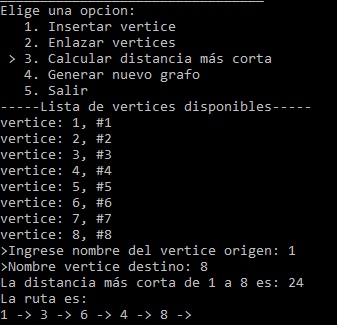 Elige una opcion:
1. Insertar vertice
2. Enlazar vertices
> 3. Calcular distancia más corta
4. Generar nuevo grafo
5. Salir
-----Lista de vertices disponibles-----
vertice: 1, #1
vertice: 2, #2
vertice: 3, #3
vertice: 4, #4
vertice: 5, #5
vertice: 6, #6
vertice: 7, #7
vertice: 8, #8
>Ingrese nombre del vertice origen: 1
>Nombre vertice destino: 8
La distancia más corta de 1 a 8 es: 24
La ruta es:
1 -> 3 -> 6 -> 4 -> 8 ->